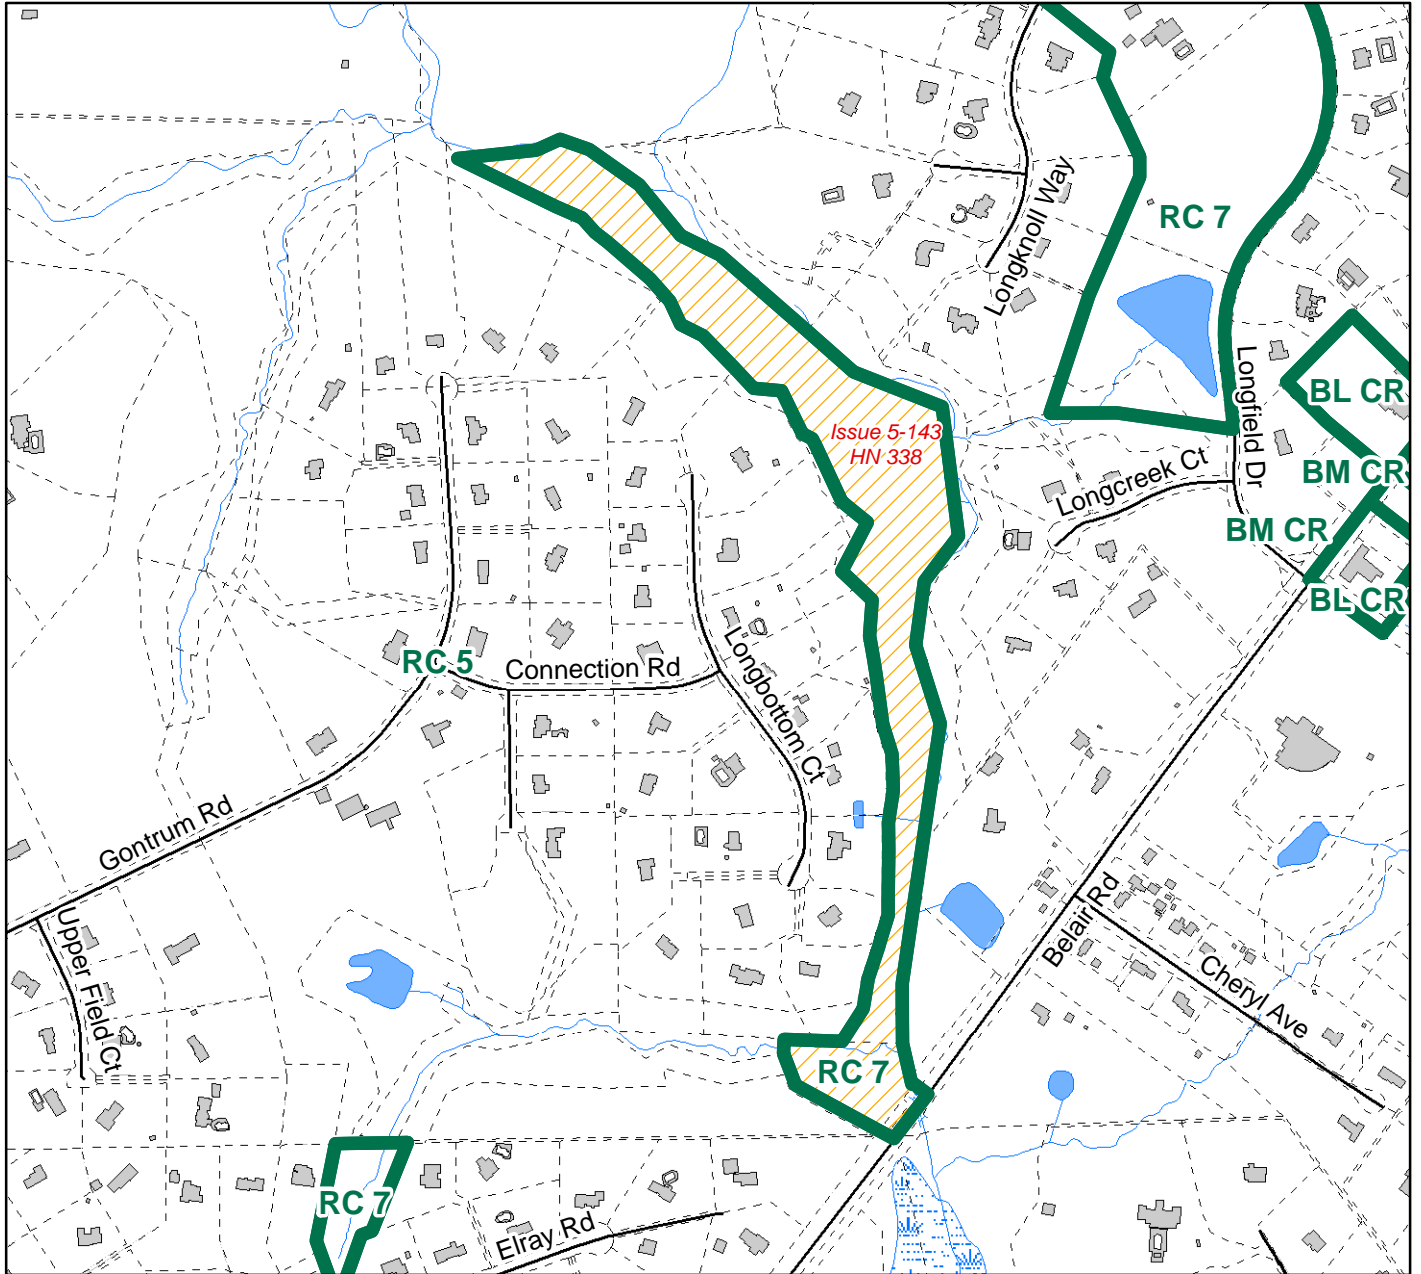 RC 7
Longknoll Way
Longfield Dr
BL CR
Issue 5-143
HN 338
BM CR
Longcreek Ct
BM CR
BL CR
RC 5
Connection Rd
Longbottom Ct
Gontrum Rd
Belair Rd
Upper Field Ct
Cheryl Ave
RC 7
RC 7
Elray Rd